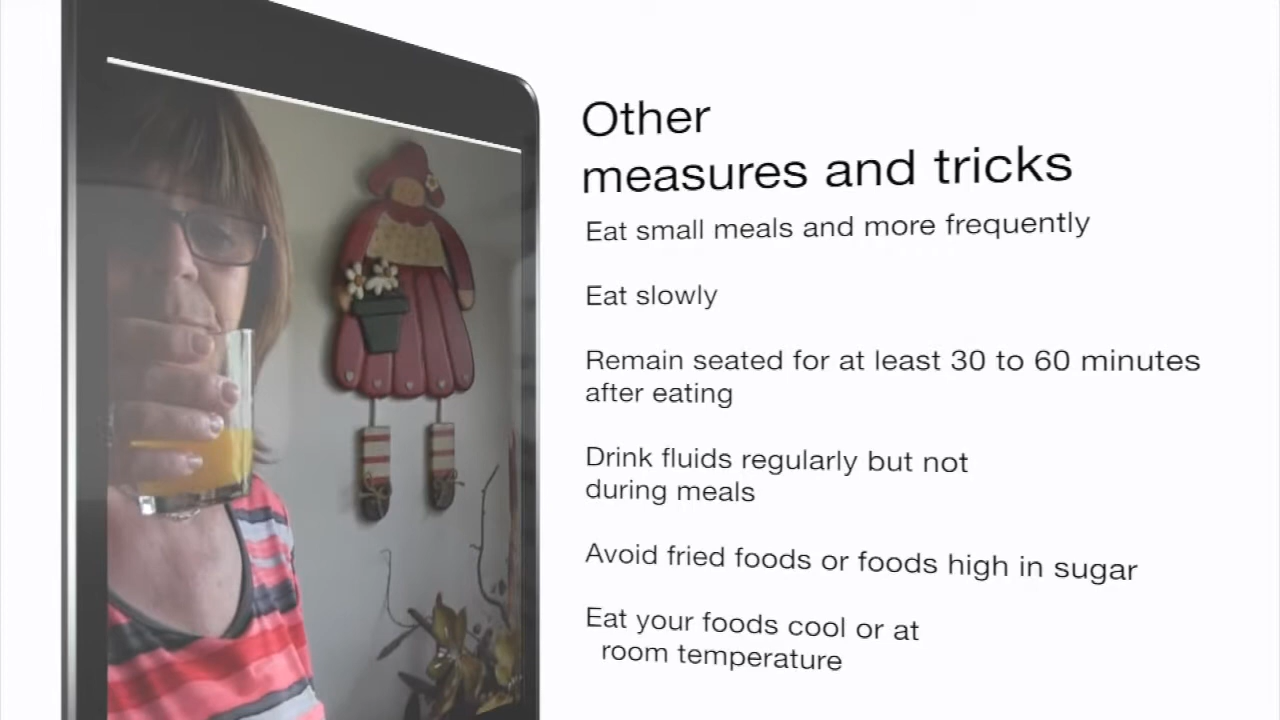 Other
measures and tricks
Eat small meals and more frequently
Eat slowly
Remain seated for at least 30 to 60 minutes
after eating
Drink fluids regularly but not
during meals
Avoid fried foods or foods high in sugar
Eat your foods cool or at
room temperature